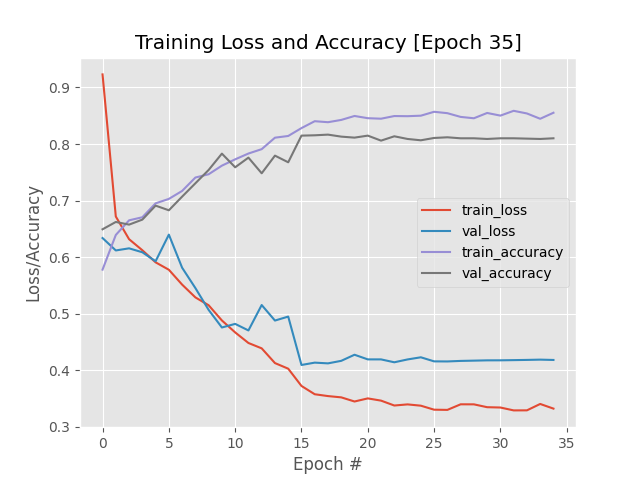 Training Loss and Accuracy [Epoch 35]
Loss/Accuracy
0.9
0.8
0.7
0.6
0.5
0.4
0.3
train_loss
val_loss
train_accuracy
val_accuracy
0 5 10 15 20 25 30 35
Epoch #